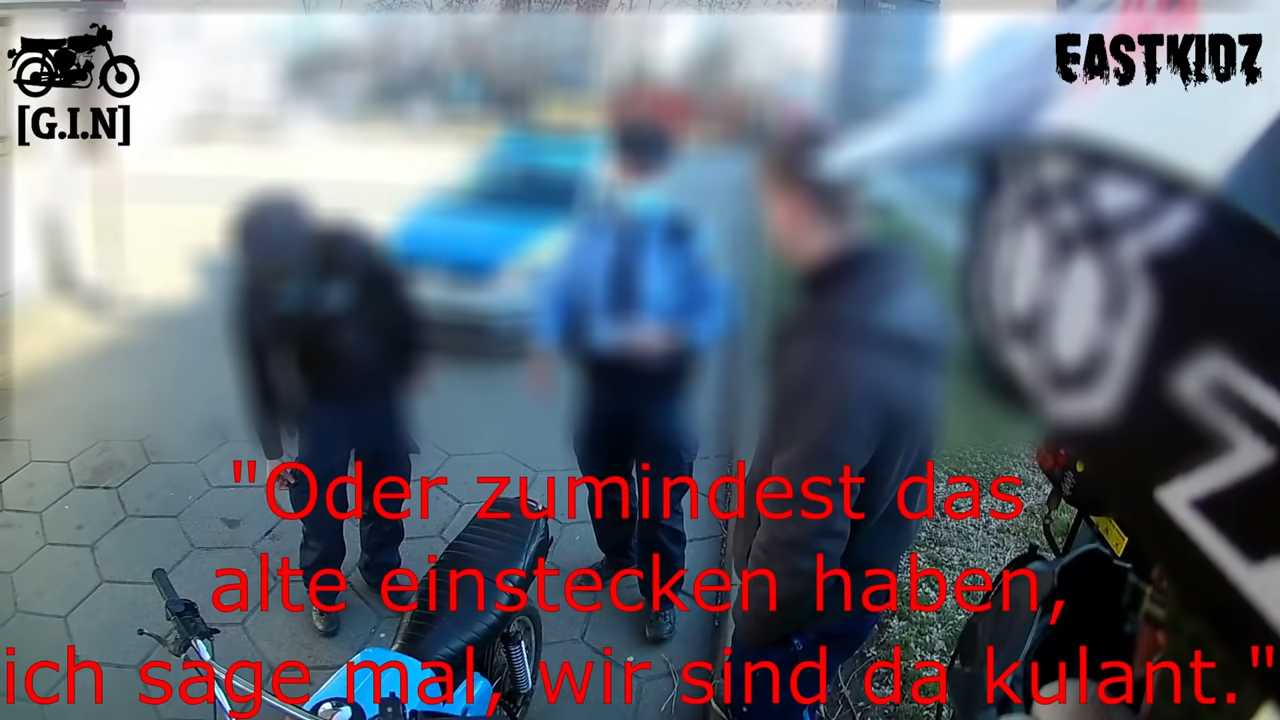 [G.I.N]
EASTKIDZ
"Oder zumindest das
alte einstecken haben,
ich sage mal, wir sind da kulant."